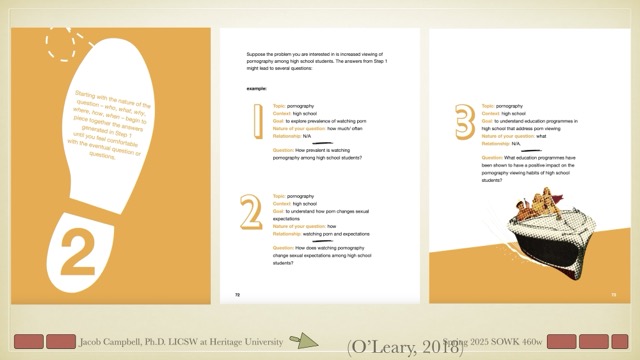 Starting with the nature of the
question – who, what, why,
where, how, when – begin to
piece together the answers
generated in Step 1
until you feel comfortable
with the eventual question or
questions.
2
Suppose the problem you are interested in is increased viewing of
pornography among high school students. The answers from Step 1
might lead to several questions:
example:
1
Topic: pornography
Context: high school
Goal: to explore prevalence of watching porn
Nature of your question: how much/ often
Relationship: N/A
Question: How prevalent is watching
pornography among high school students?
2
Topic: pornography
Context: high school
Goal: to understand how porn changes sexual
expectations
Nature of your question: how
Relationship: watching porn and expectations
Question: How does watching pornography
change sexual expectations among high school
students?
72
3
Topic: pornography
Context: high school
Goal: to understand education programmes in
high school that address porn viewing
Nature of your question: what
Relationship: N/A.
Question: What education programmes have
been shown to have a positive impact on the
pornography viewing habits of high school
students?
73
Jacob Campbell, Ph.D. LICSW at Heritage University
(O'Leary, 2018)
Spring 2025 SOWK 460w